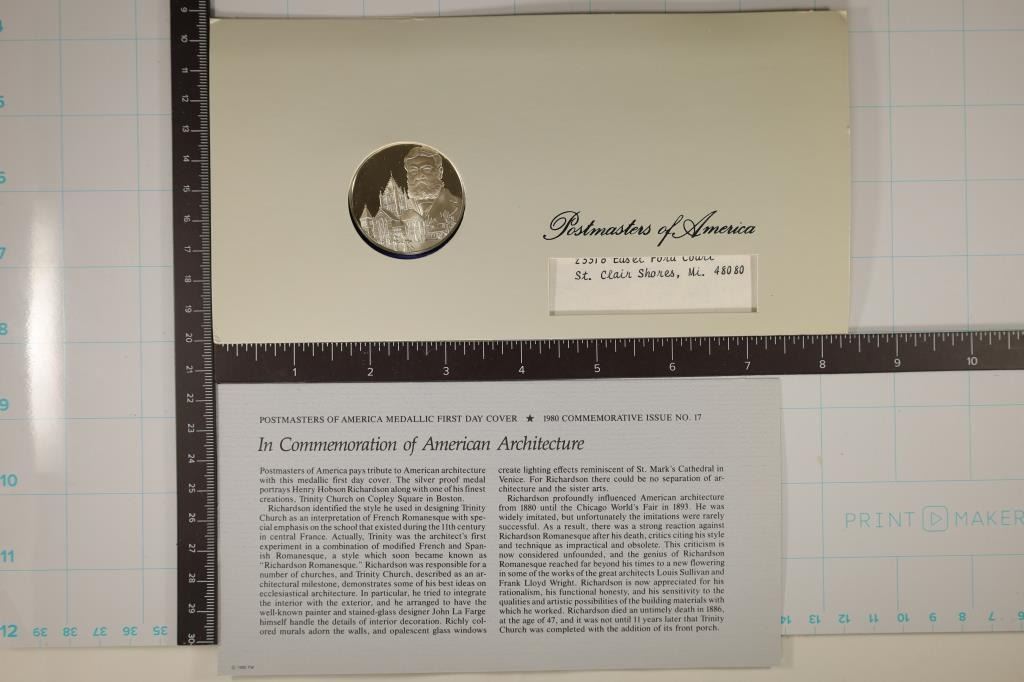 Postmasters of America
St. Clair Shores, Mi. 48080
1 2 3 4 5 6 7 8 9 10
POSTMASTERS OF AMERICA MEDALLIC FIRST DAY COVER ★ 1980 COMMEMORATIVE ISSUE NO. 17
In Commemoration of American Architecture
Postmasters of America pays tribute to American architecture
with this medallic first day cover. The silver proof medal
portrays Henry Hobson Richardson along with one of his finest
creations, Trinity Church on Copley Square in Boston.
Richardson identified the style he used in designing Trinity
Church as an interpretation of French Romanesque with spe-
cial emphasis on the school that existed during the 11th century
in central France. Actually, Trinity was the architect's first
experiment in a combination of modified French and Span-
ish Romanesque, a style which soon became known as
"Richardson Romanesque." Richardson was responsible for a
number of churches, and Trinity Church, described as an ar-
chitectural milestone, demonstrates some of his best ideas on
ecclesiastical architecture. In particular, he tried to integrate
the interior with the exterior, and he arranged to have the
well-known painter and stained-glass designer John La Farge
himself handle the details of interior decoration. Richly col-
ored murals adorn the walls, and opalescent glass windows
create lighting effects reminiscent of St. Mark's Cathedral in
Venice. For Richardson there could be no separation of ar-
chitecture and the sister arts.
Richardson profoundly influenced American architecture
from 1880 until the Chicago World's Fair in 1893. He was
widely imitated, but unfortunately the imitations were rarely
successful. As a result, there was a strong reaction against
Richardson Romanesque after his death, critics citing his style
and technique as impractical and obsolete. This criticism is
now considered unfounded, and the genius of Richardson
Romanesque reached far beyond his times to a new flowering
in some of the works of the great architects Louis Sullivan and
Frank Lloyd Wright. Richardson is now appreciated for his
rationalism, his functional honesty, and his sensitivity to the
qualities and artistic possibilities of the building materials with
which he worked. Richardson died an untimely death in 1886,
at the age of 47, and it was not until 11 years later that Trinity
Church was completed with the addition of its front porch.
PRINT MAKER